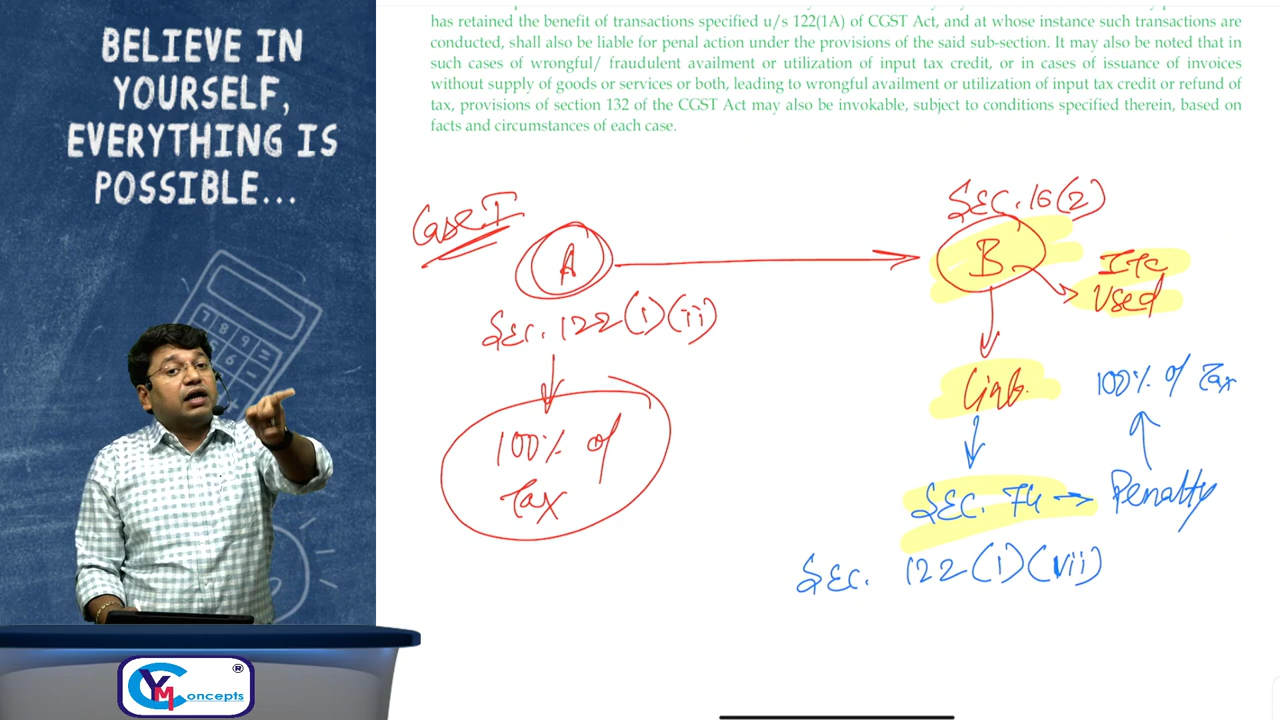 BELIEVE IN
YOURSELF,
EVERYTHING IS
POSSIBLE...
has retained the benefit of transactions specified u/s 122(1A) of CGST Act, and at whose instance such transactions are
conducted, shall also be liable for penal action under the provisions of the said sub-section. It may also be noted that in
such cases of wrongful/ fraudulent availment or utilization of input tax credit, or in cases of issuance of invoices
without supply of goods or services or both, leading to wrongful availment or utilization of input tax credit or refund of
tax, provisions of section 132 of the CGST Act may also be invokable, subject to conditions specified therein, based on
facts and circumstances of each case.
Case I
A
SEC. 122(1)(ii)
100% of
Tax
SEC. 16(2)
B
ITC
Used
Liab.
100% of Tax
SEC. 74 → Penalty
SEC. 122(1)(vii)
7 8 9 =
YMConcepts
®